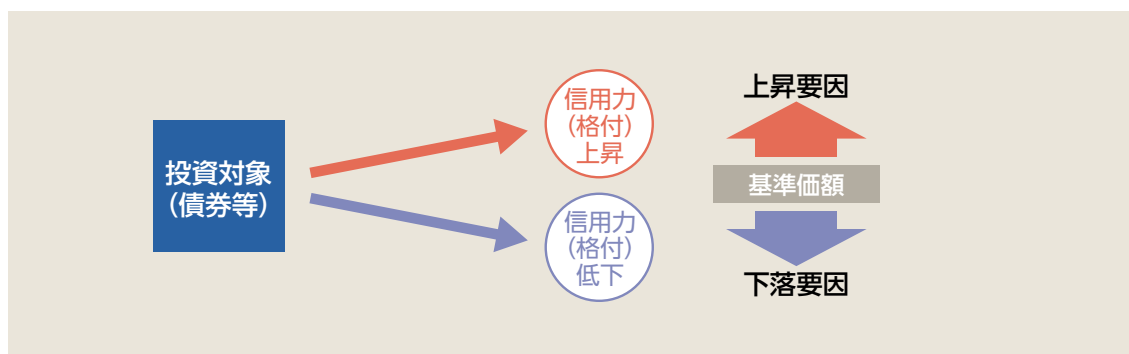 投資対象
（債券等）
信用力
（格付）
上昇
信用力
（格付）
低下
上昇要因
基準価額
下落要因